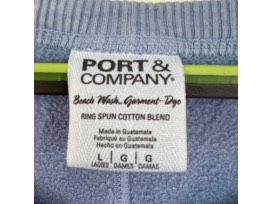 PORT &
COMPANY®
Beach Wash™ Garment-Dye
RING SPUN COTTON BLEND
Made in Guatemala
Fabriqué au Guatemala
Hecho en Guatemala
L | G | G
LADIES | DAMES | DAMAS